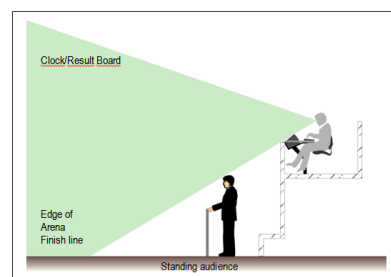 Clock/Result Board
Edge of
Arena
Finish line
Standing audience